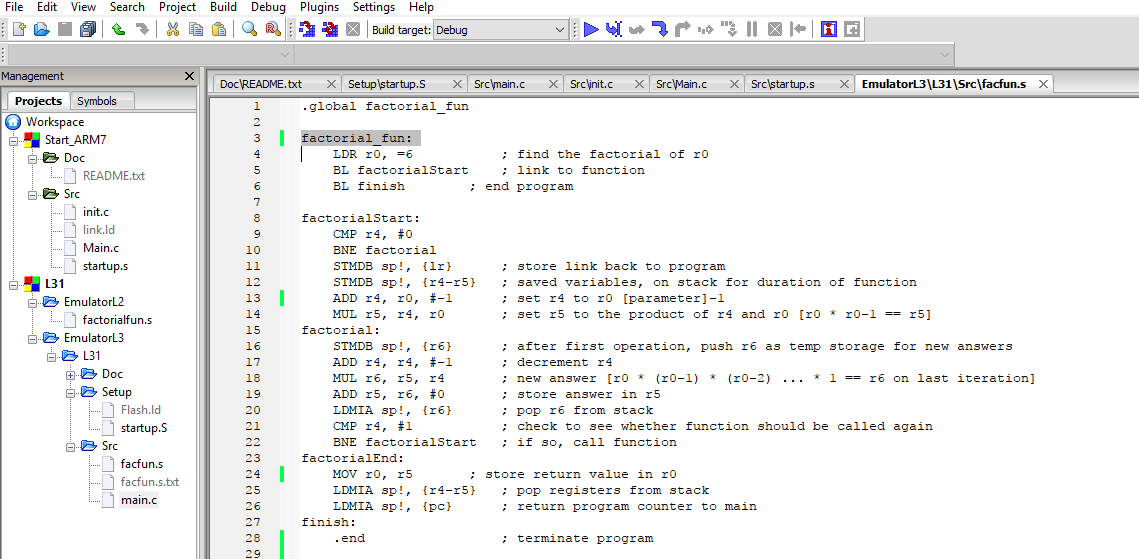 File Edit View Search Project Build Debug Plugins Settings Help
Build target: Debug
Management
Doc\README.txt Setup\startup.S Src\main.c Src\init.c Src\Main.c Src\startup.s EmulatorL3\L31\Src\facfun.s
Projects Symbols
Workspace
Start_ARM7
Doc
README.txt
Src
init.c
link.ld
Main.c
startup.s
L31
EmulatorL2
factorialfun.s
EmulatorL3
L31
Doc
Setup
Flash.ld
startup.S
Src
facfun.s
facfun.s.txt
main.c
1 .global factorial_fun
2
3 factorial_fun:
4 LDR r0, =6 ; find the factorial of r0
5 BL factorialStart ; link to function
6 BL finish ; end program
7
8 factorialStart:
9 CMP r4, #0
10 BNE factorial
11 STMDB sp!, {lr} ; store link back to program
12 STMDB sp!, {r4-r5} ; saved variables, on stack for duration of function
13 ADD r4, r0, #-1 ; set r4 to r0 [parameter]-1
14 MUL r5, r4, r0 ; set r5 to the product of r4 and r0 [r0 * r0-1 == r5]
15 factorial:
16 STMDB sp!, {r6} ; after first operation, push r6 as temp storage for new answers
17 ADD r4, r4, #-1 ; decrement r4
18 MUL r6, r5, r4 ; new answer [r0 * (r0-1) * (r0-2) ... * 1 == r6 on last iteration]
19 ADD r5, r6, #0 ; store answer in r5
20 LDMIA sp!, {r6} ; pop r6 from stack
21 CMP r4, #1 ; check to see whether function should be called again
22 BNE factorialStart ; if so, call function
23 factorialEnd:
24 MOV r0, r5 ; store return value in r0
25 LDMIA sp!, {r4-r5} ; pop registers from stack
26 LDMIA sp!, {pc} ; return program counter to main
27 finish:
28 .end ; terminate program
29